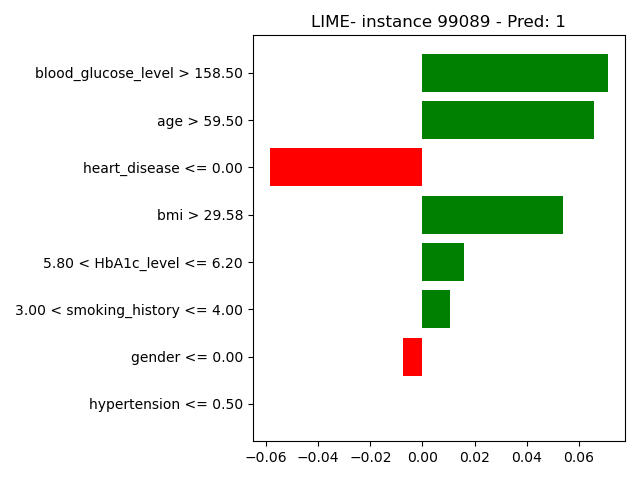 LIME- instance 99089 - Pred: 1
blood_glucose_level > 158.50
age > 59.50
heart_disease <= 0.00
bmi > 29.58
5.80 < HbA1c_level <= 6.20
3.00 < smoking_history <= 4.00
gender <= 0.00
hypertension <= 0.50
−0.06 −0.04 −0.02 0.00 0.02 0.04 0.06